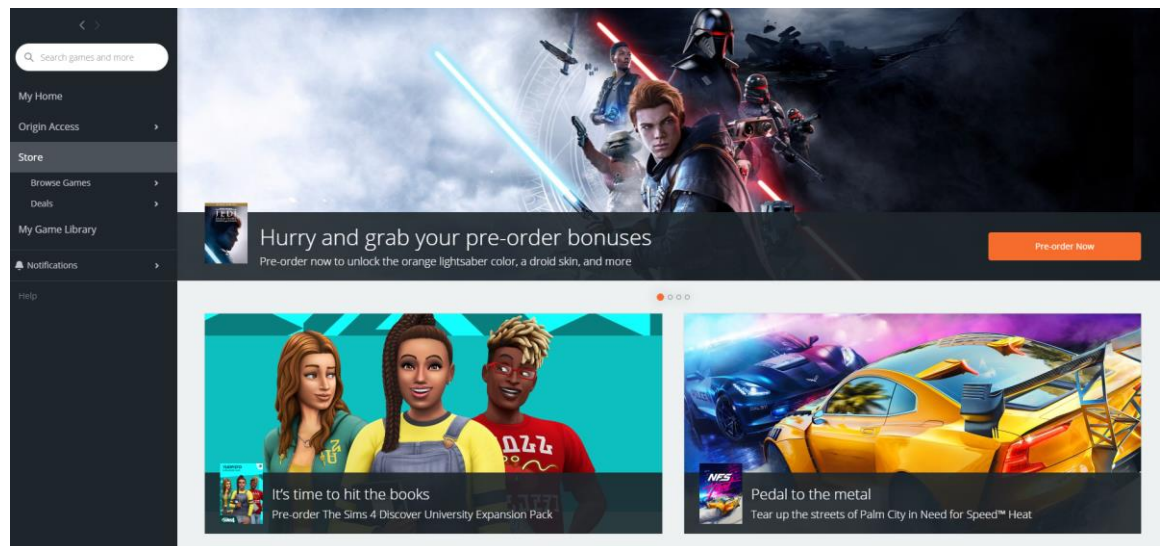 Search games and more
My Home
Origin Access
Store
Browse Games
Deals
My Game Library
Notifications
Help
JEDI
Hurry and grab your pre-order bonuses
Pre-order now to unlock the orange lightsaber color, a droid skin, and more
Pre-order Now
It's time to hit the books
Pre-order The Sims 4 Discover University Expansion Pack
NFS
Pedal to the metal
Tear up the streets of Palm City in Need for Speed™ Heat